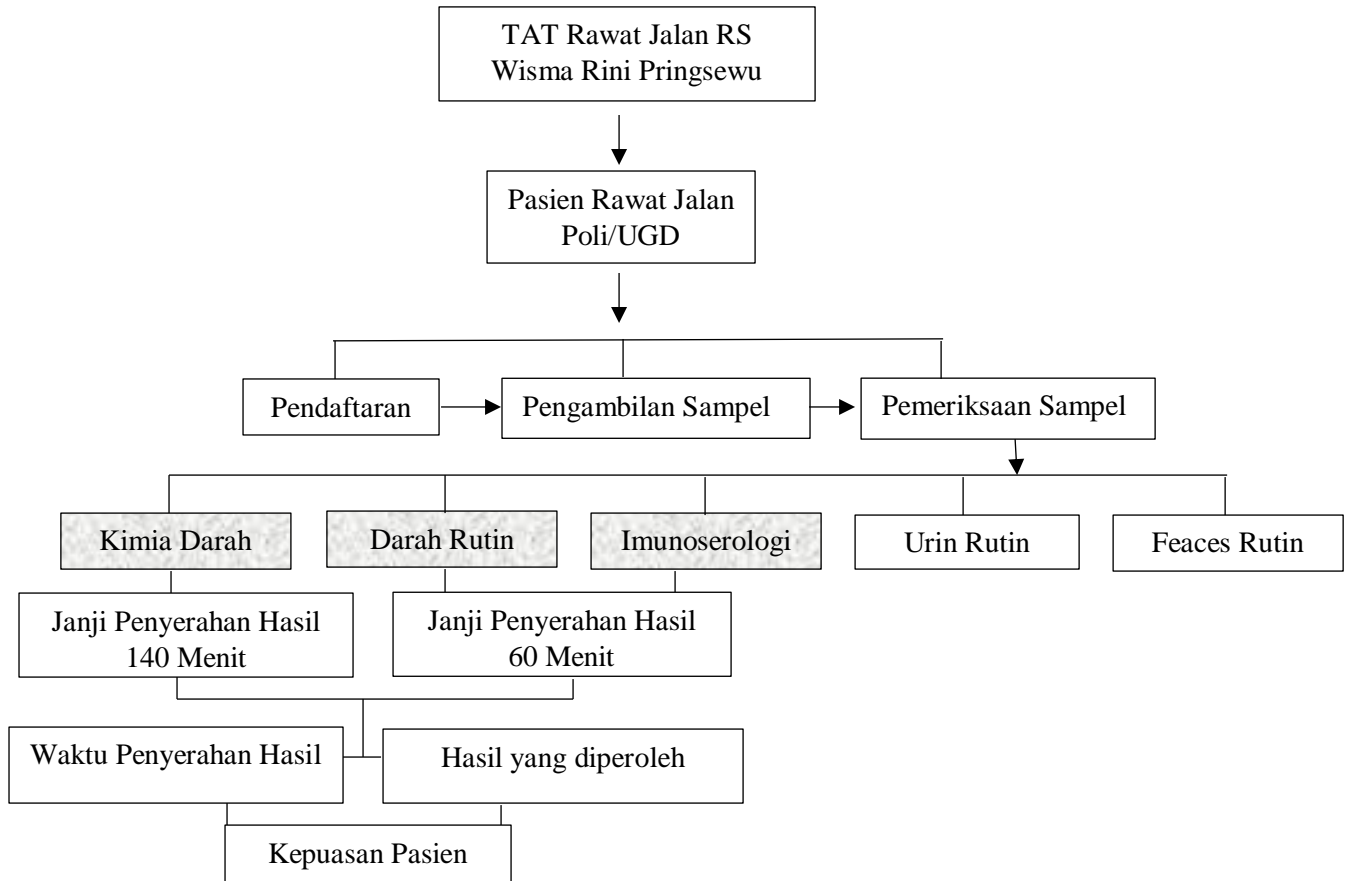 TAT Rawat Jalan RS
Wisma Rini Pringsewu
Pasien Rawat Jalan
Poli/UGD
Pendaftaran
Pengambilan Sampel
Pemeriksaan Sampel
Kimia Darah
Darah Rutin
Imunoserologi
Urin Rutin
Feaces Rutin
Janji Penyerahan Hasil
140 Menit
Janji Penyerahan Hasil
60 Menit
Waktu Penyerahan Hasil
Hasil yang diperoleh
Kepuasan Pasien